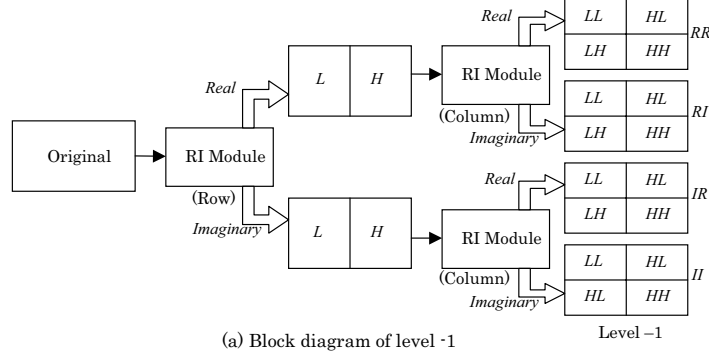 Real
LL HL
RR
LH HH
Real
L H
RI Module
(Column)
Imaginary
LL HL
RI
LH HH
Original
RI Module
(Row)
Imaginary
Real
LL HL
IR
LH HH
L H
RI Module
(Column)
Imaginary
LL HL
II
HL HH
Level –1
(a) Block diagram of level -1